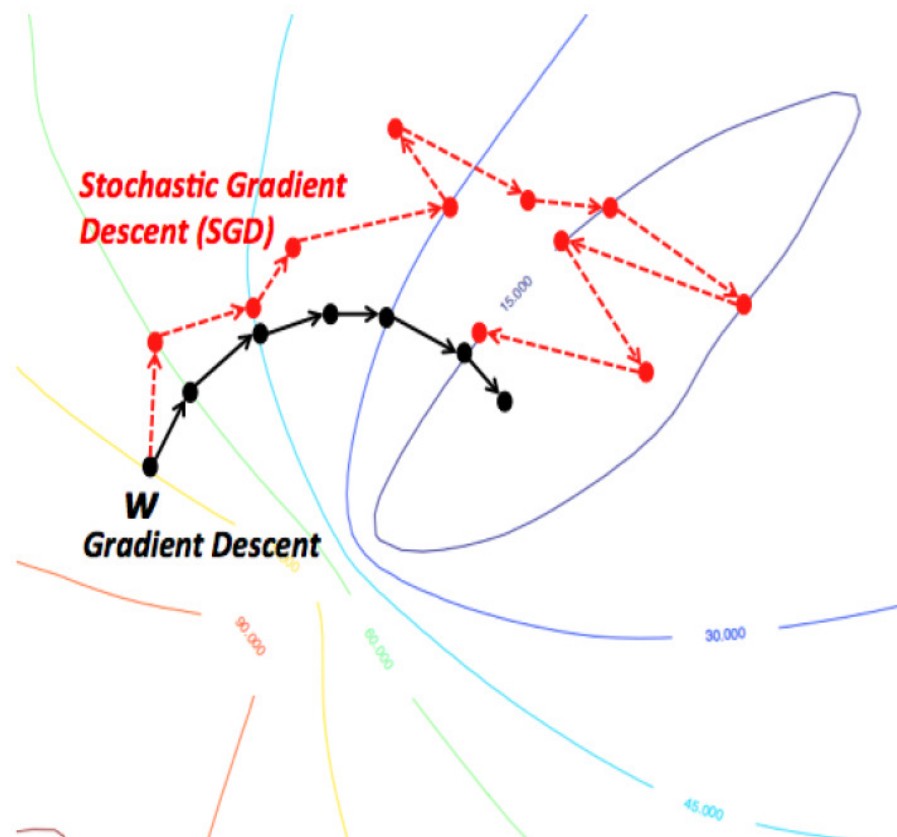 Stochastic Gradient
Descent (SGD)
15.000
W
Gradient Descent
90.000
60.000
30.000
45.000